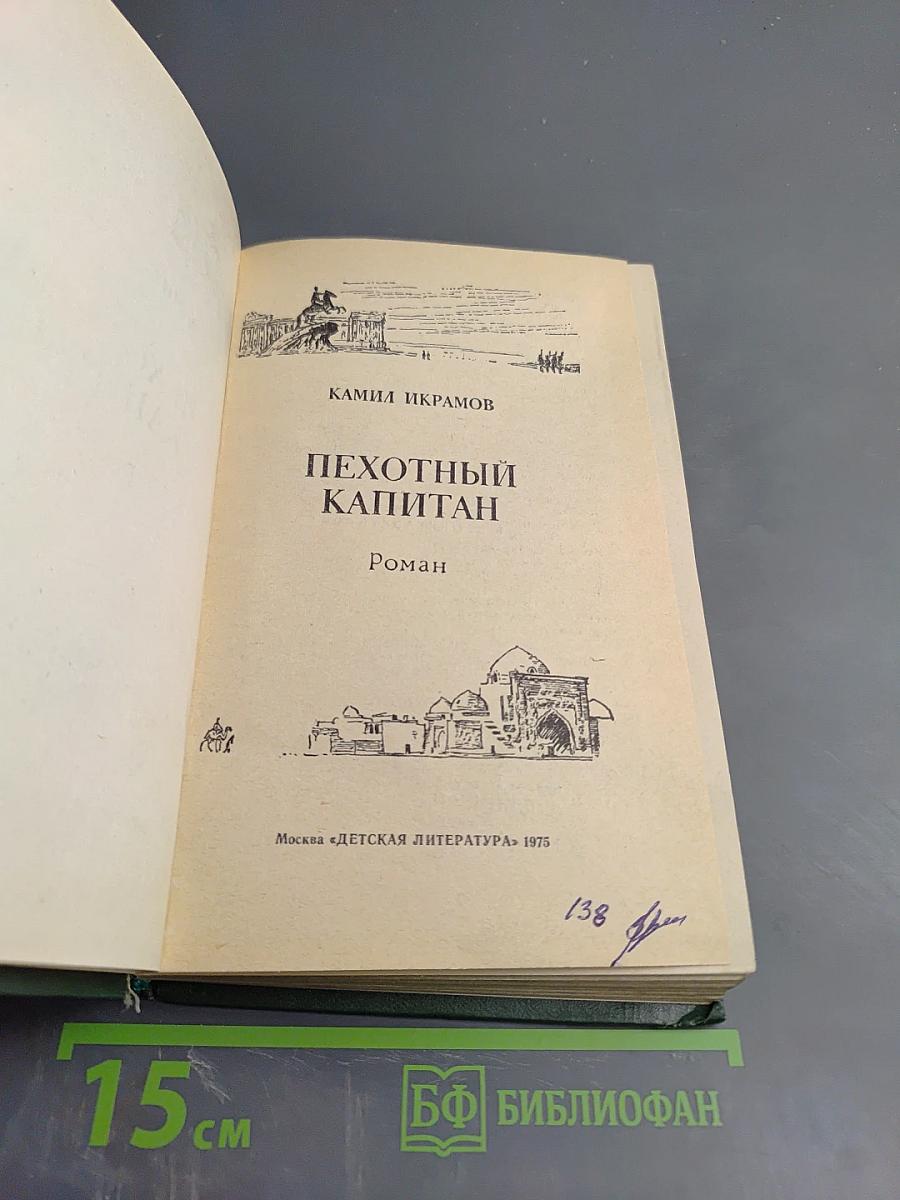 КАМИЛ ИКРАМОВ
ПЕХОТНЫЙ
КАПИТАН
Роман
Москва «ДЕТСКАЯ ЛИТЕРАТУРА» 1975
138
15 см
БФ БИБЛИОФАН